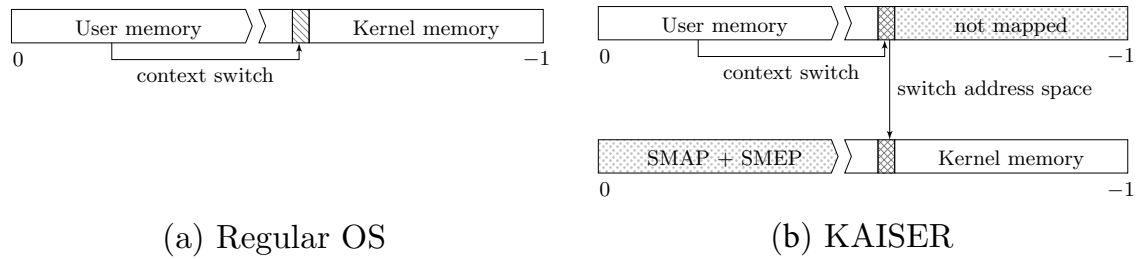 User memory
Kernel memory
0
context switch
−1
(a) Regular OS
User memory
not mapped
0
context switch
−1
switch address space
SMAP + SMEP
Kernel memory
0
−1
(b) KAISER